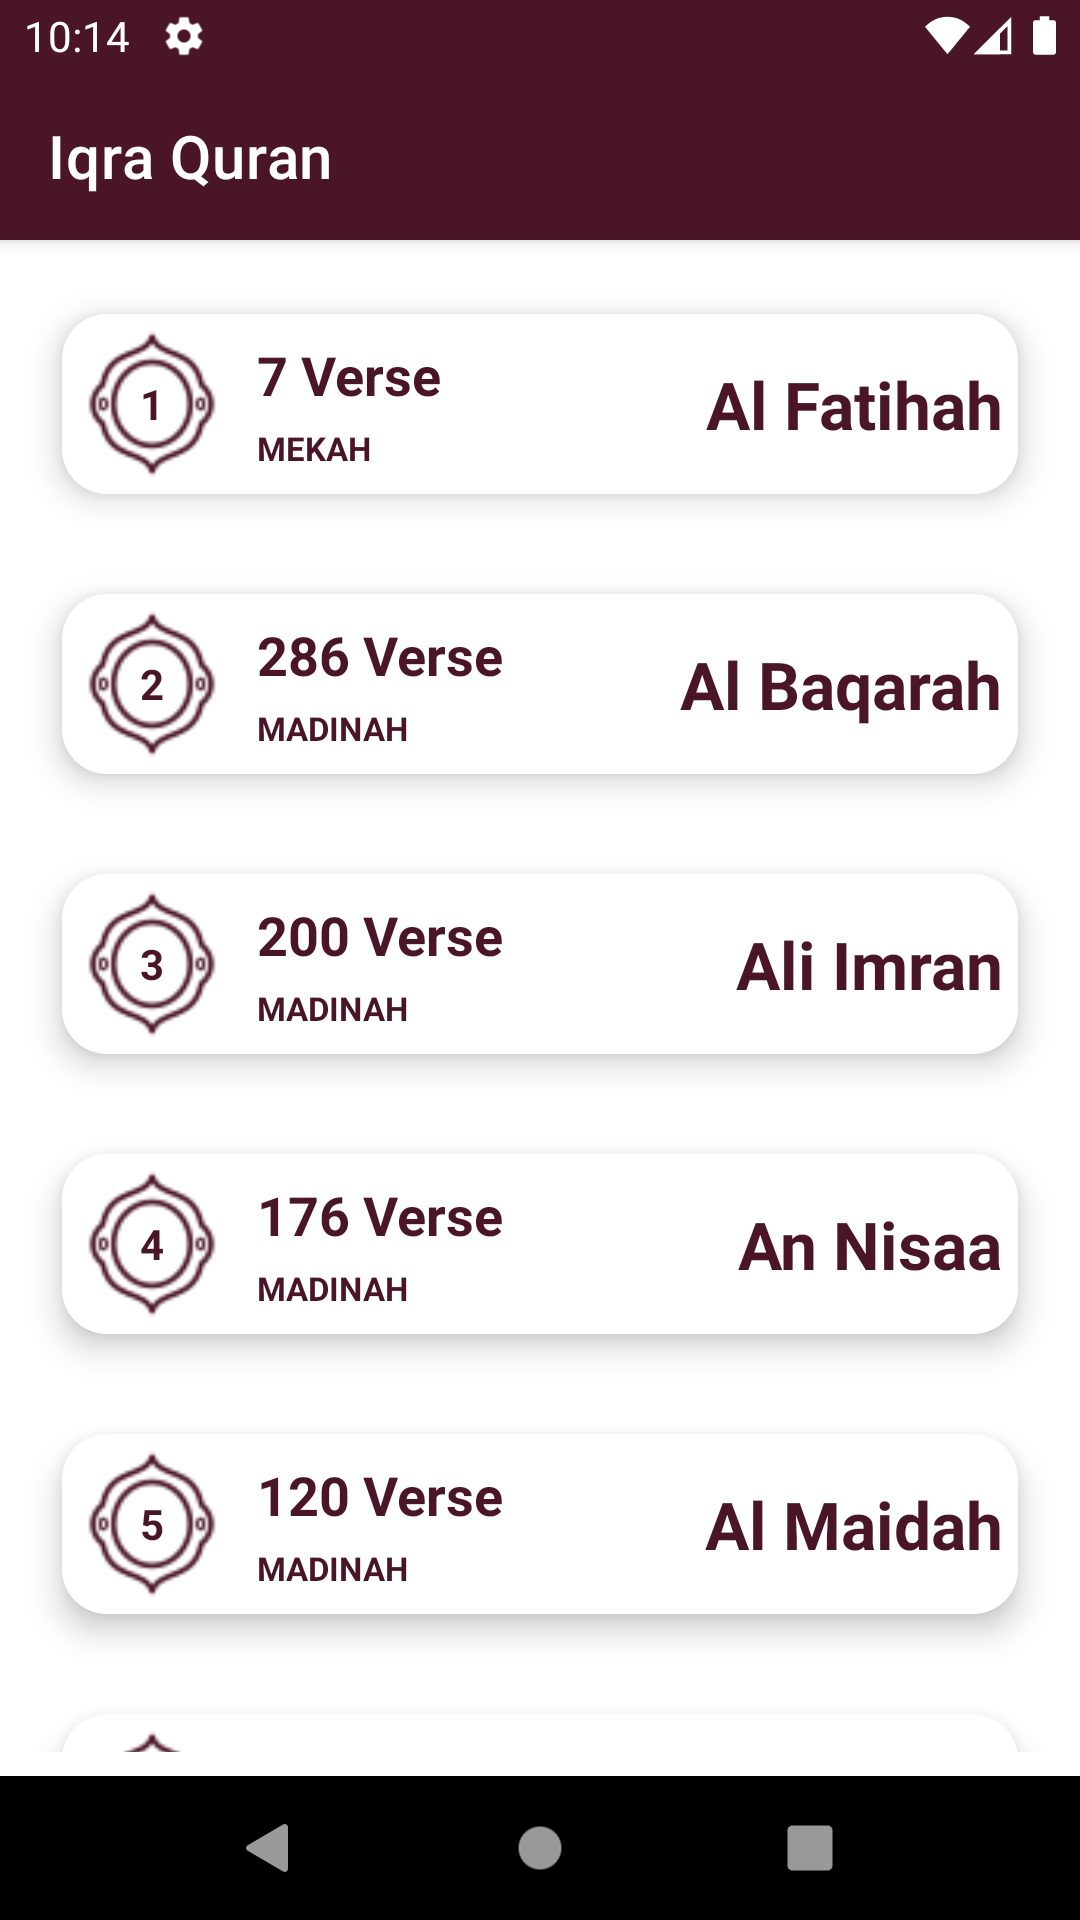 10:14
Iqra Quran
1
7 Verse
MEKAH
Al Fatihah
2
286 Verse
MADINAH
Al Baqarah
3
200 Verse
MADINAH
Ali Imran
4
176 Verse
MADINAH
An Nisaa
5
120 Verse
MADINAH
Al Maidah